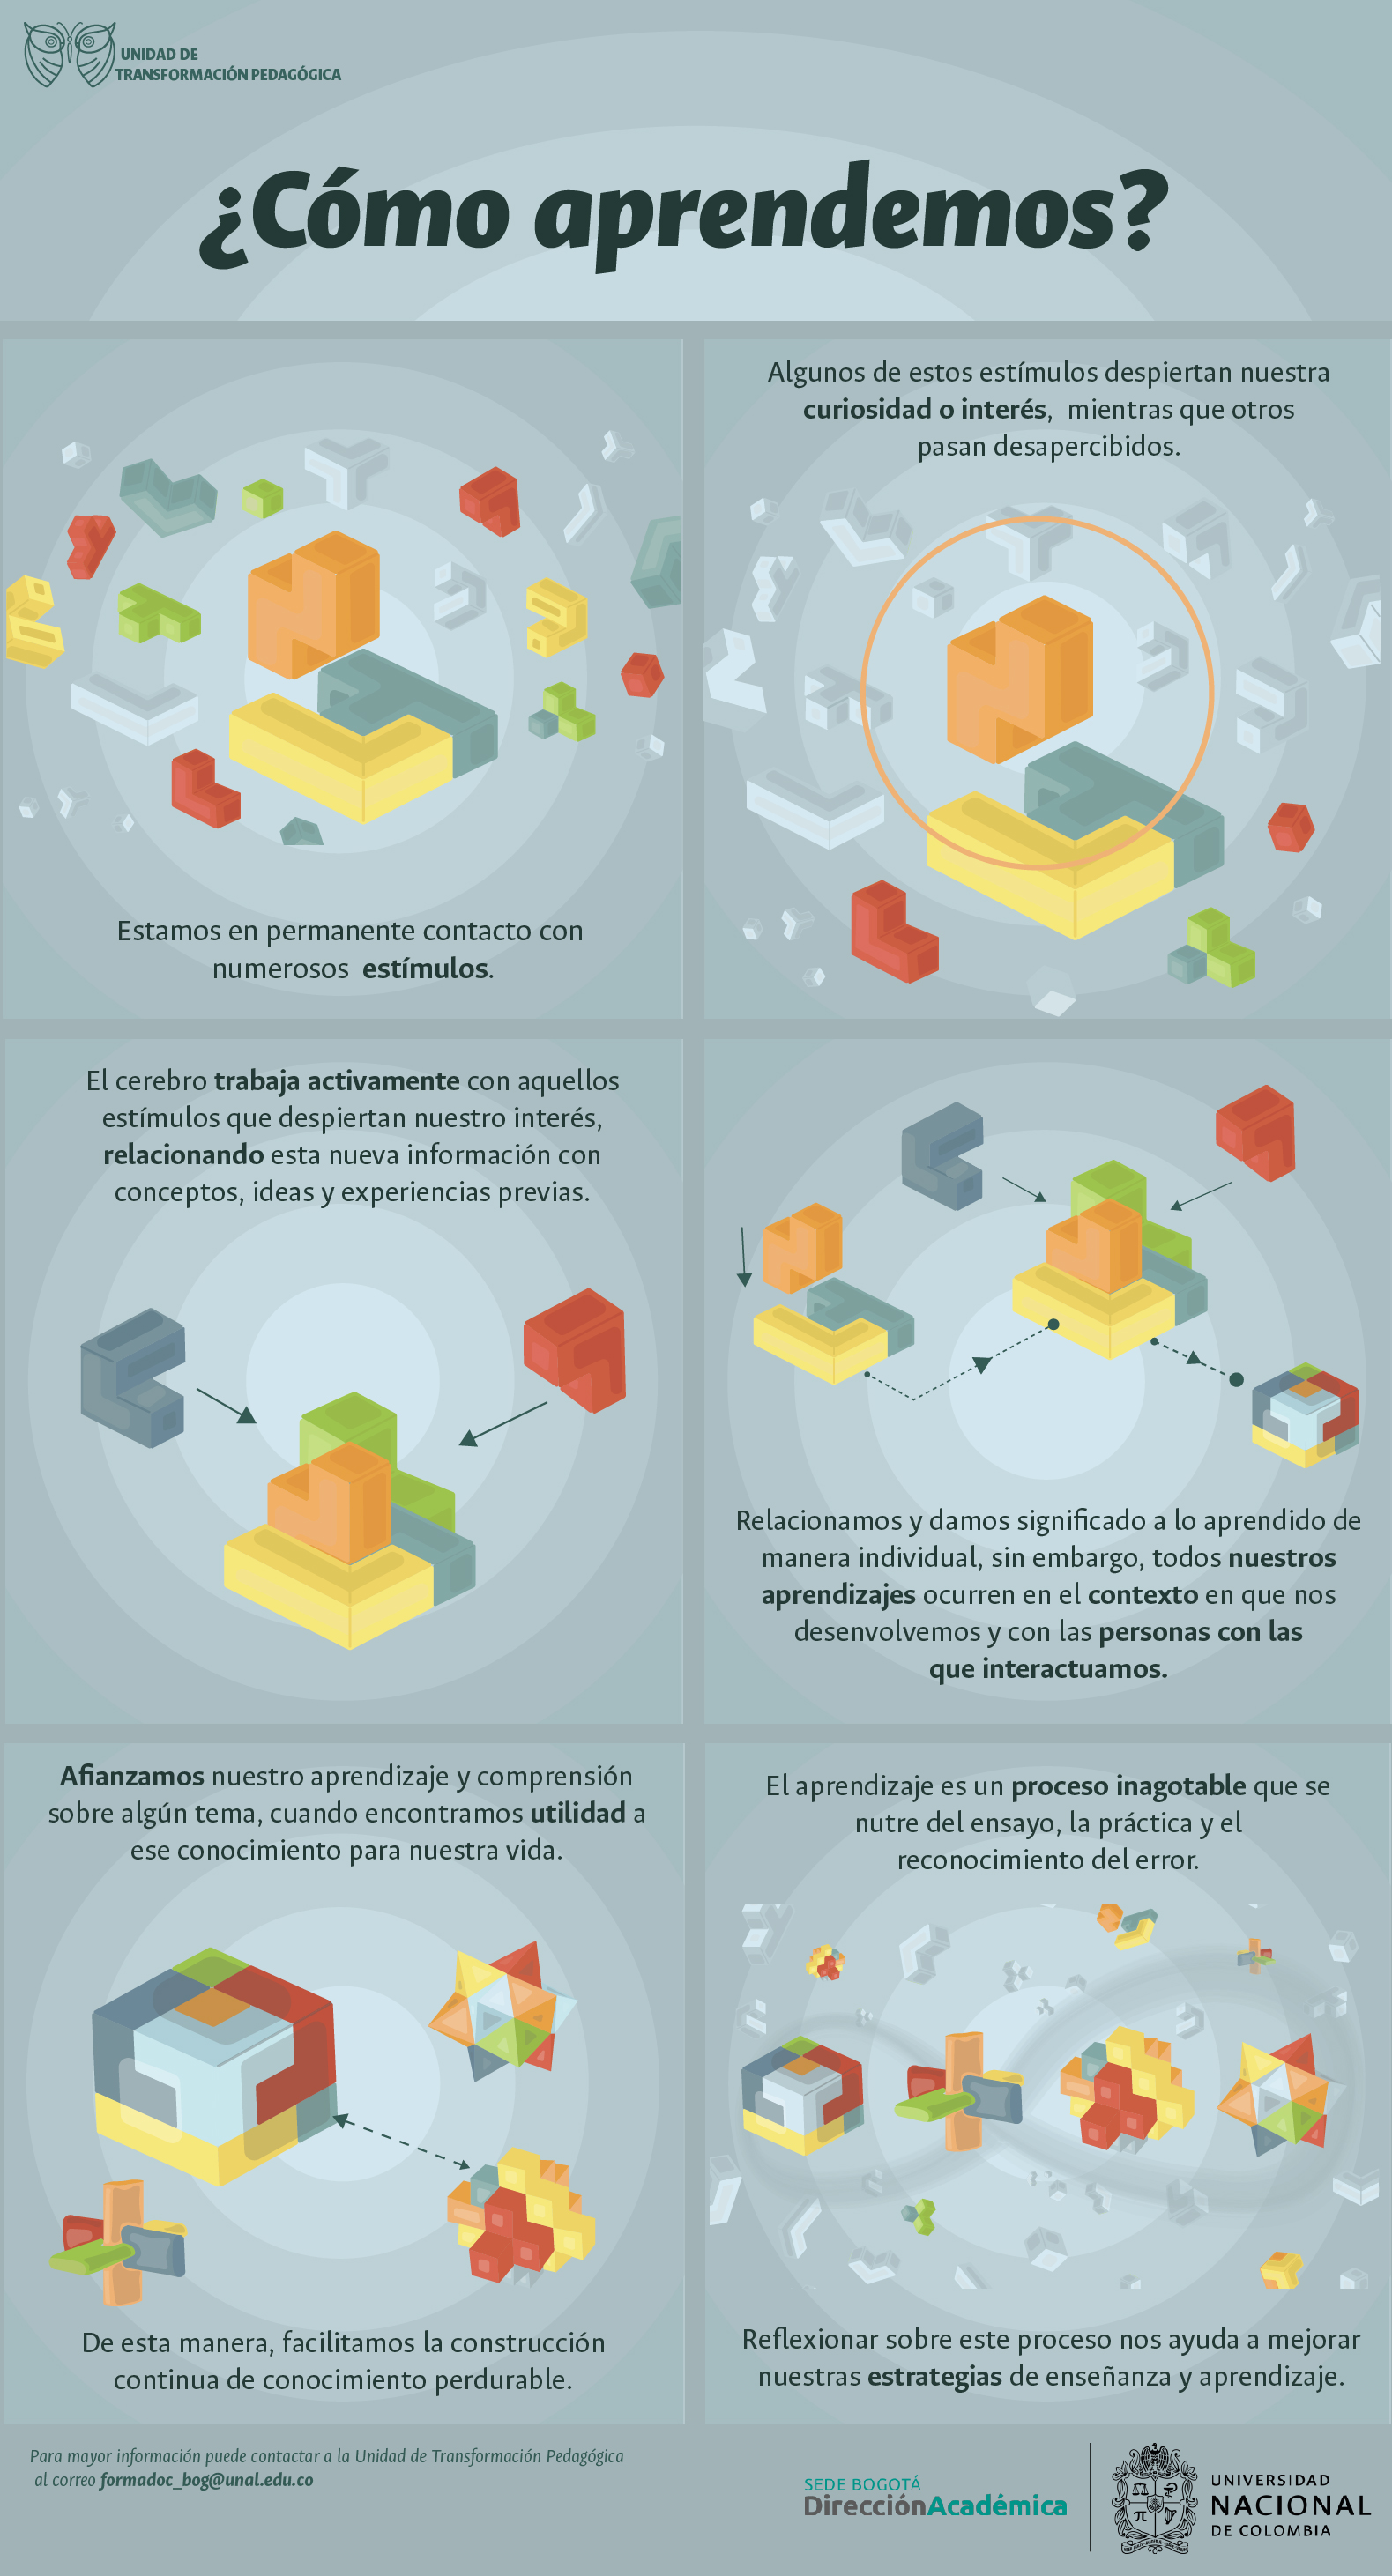 UNIDAD DE
TRANSFORMACIÓN PEDAGÓGICA
¿Cómo aprendemos?
Estamos en permanente contacto con
numerosos estímulos.
Algunos de estos estímulos despiertan nuestra
curiosidad o interés, mientras que otros
pasan desapercibidos.
El cerebro trabaja activamente con aquellos
estímulos que despiertan nuestro interés,
relacionando esta nueva información con
conceptos, ideas y experiencias previas.
Relacionamos y damos significado a lo aprendido de
manera individual, sin embargo, todos nuestros
aprendizajes ocurren en el contexto en que nos
desenvolvemos y con las personas con las
que interactuamos.
Afianzamos nuestro aprendizaje y comprensión
sobre algún tema, cuando encontramos utilidad a
ese conocimiento para nuestra vida.
De esta manera, facilitamos la construcción
continua de conocimiento perdurable.
El aprendizaje es un proceso inagotable que se
nutre del ensayo, la práctica y el
reconocimiento del error.
Reflexionar sobre este proceso nos ayuda a mejorar
nuestras estrategias de enseñanza y aprendizaje.
Para mayor información puede contactar a la Unidad de Transformación Pedagógica
al correo formadoc_bog@unal.edu.co
SEDE BOGOTÁ
DirecciónAcadémica
UNIVERSIDAD
NACIONAL
DE COLOMBIA